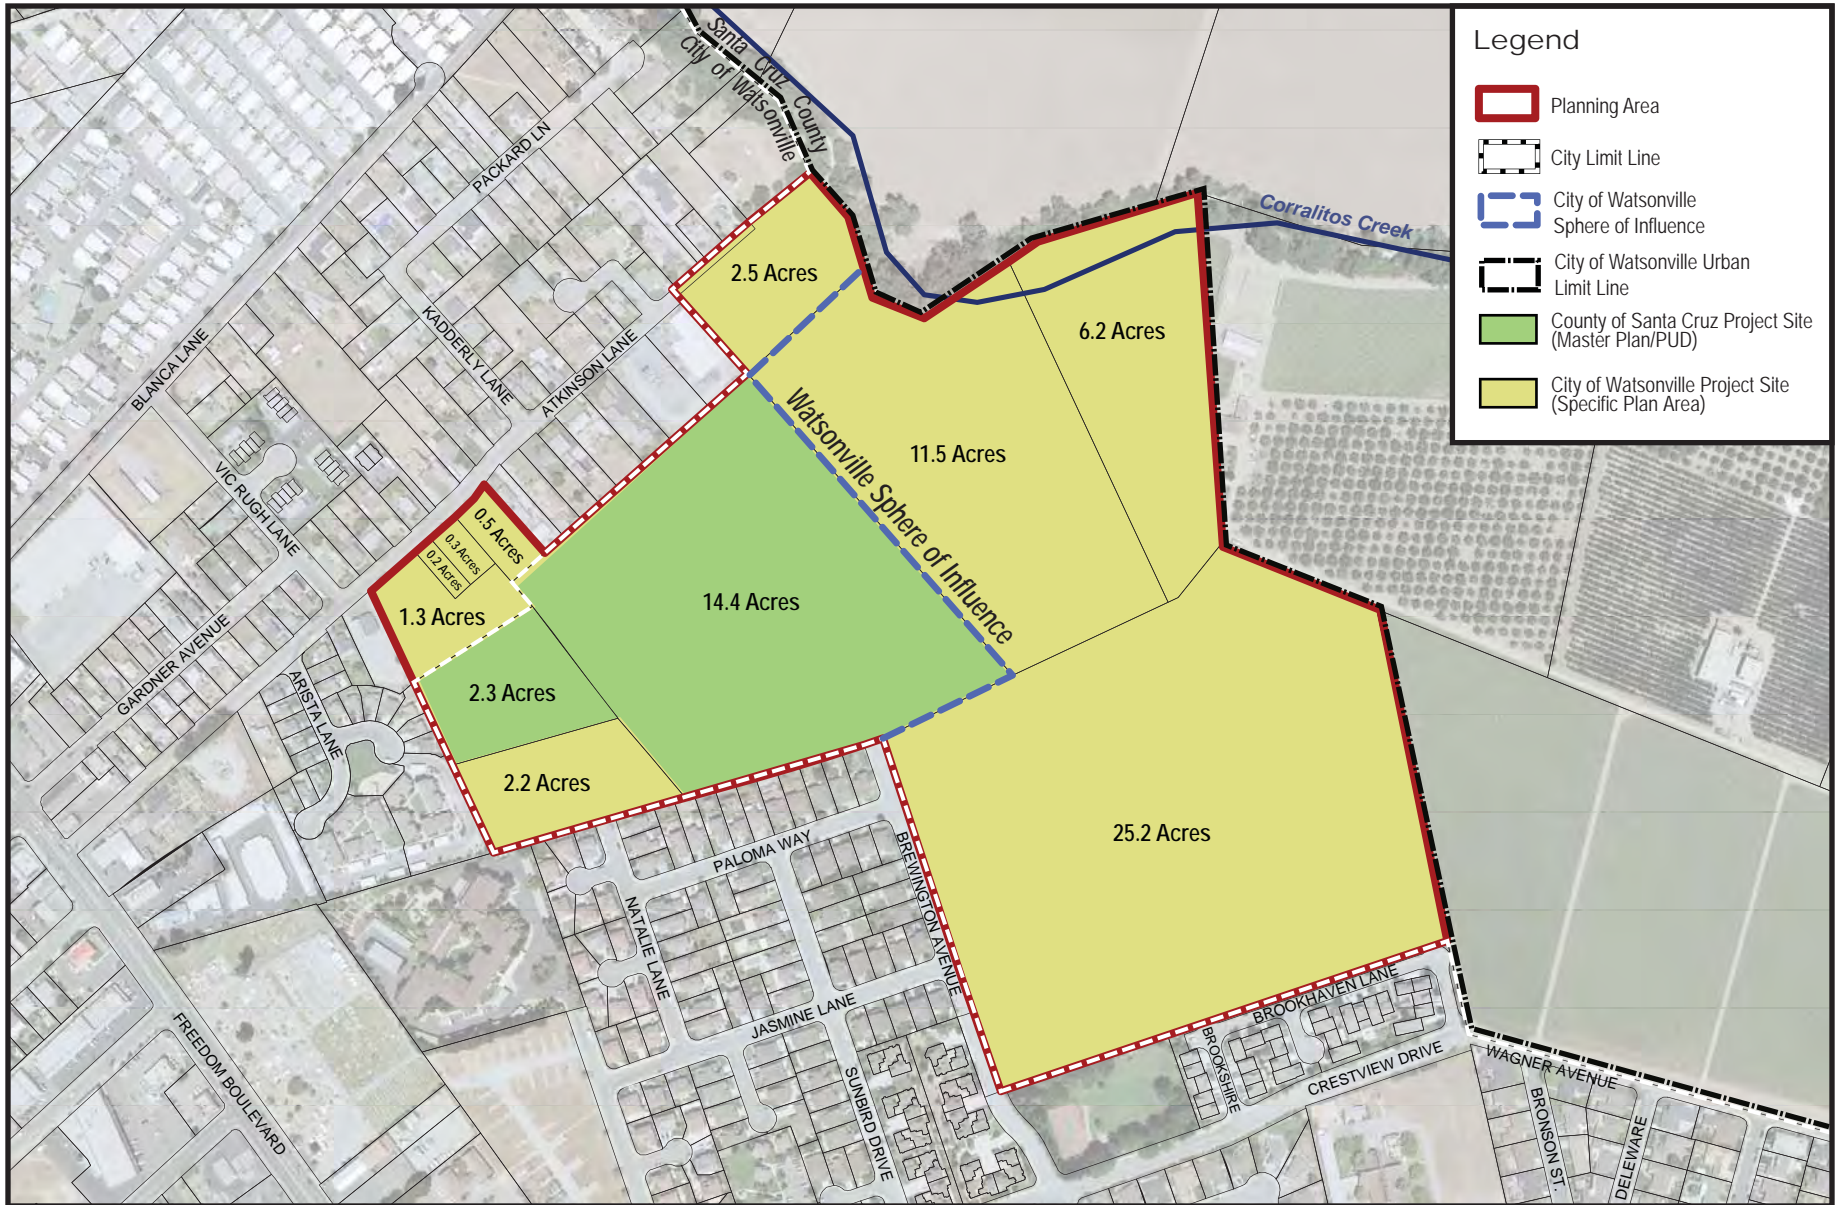 Legend
Planning Area
City Limit Line
City of Watsonville
Sphere of Influence
City of Watsonville Urban
Limit Line
County of Santa Cruz Project Site
(Master Plan/PUD)
City of Watsonville Project Site
(Specific Plan Area)
Santa Cruz County
City of Watsonville
Corralitos Creek
PACKARD LN
BLANCA LANE
KADDERLY LANE
ATKINSON LANE
VIC RUGH LANE
GARDNER AVENUE
ARISTA LANE
2.5 Acres
6.2 Acres
11.5 Acres
Watsonville Sphere of Influence
0.5 Acres
0.3 Acres
0.2 Acres
1.3 Acres
14.4 Acres
2.3 Acres
2.2 Acres
25.2 Acres
PALOMA WAY
BREWINGTON AVENUE
NATALIE LANE
JASMINE LANE
SUNBIRD DRIVE
FREEDOM BOULEVARD
BROOKHAVEN LANE
BROOKSHIRE
CRESTVIEW DRIVE
WAGNER AVENUE
BRONSON ST.
DELEWARE